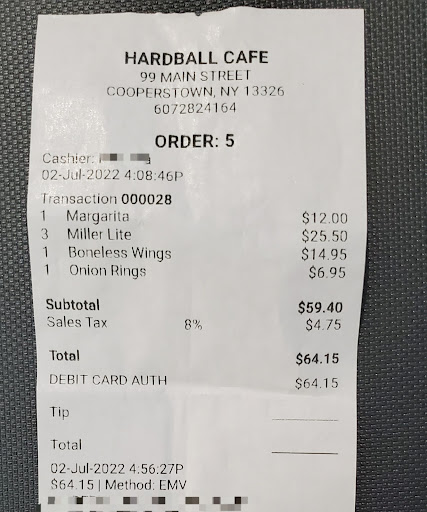 HARDBALL CAFE
99 MAIN STREET
COOPERSTOWN, NY 13326
6072824164
ORDER: 5
Cashier:
02-Jul-2022 4:08:46P
Transaction 000028
1 Margarita $12.00
3 Miller Lite $25.50
1 Boneless Wings $14.95
1 Onion Rings $6.95
Subtotal $59.40
Sales Tax 8% $4.75
Total $64.15
DEBIT CARD AUTH $64.15
Tip
Total
02-Jul-2022 4:56:27P
$64.15 | Method: EMV